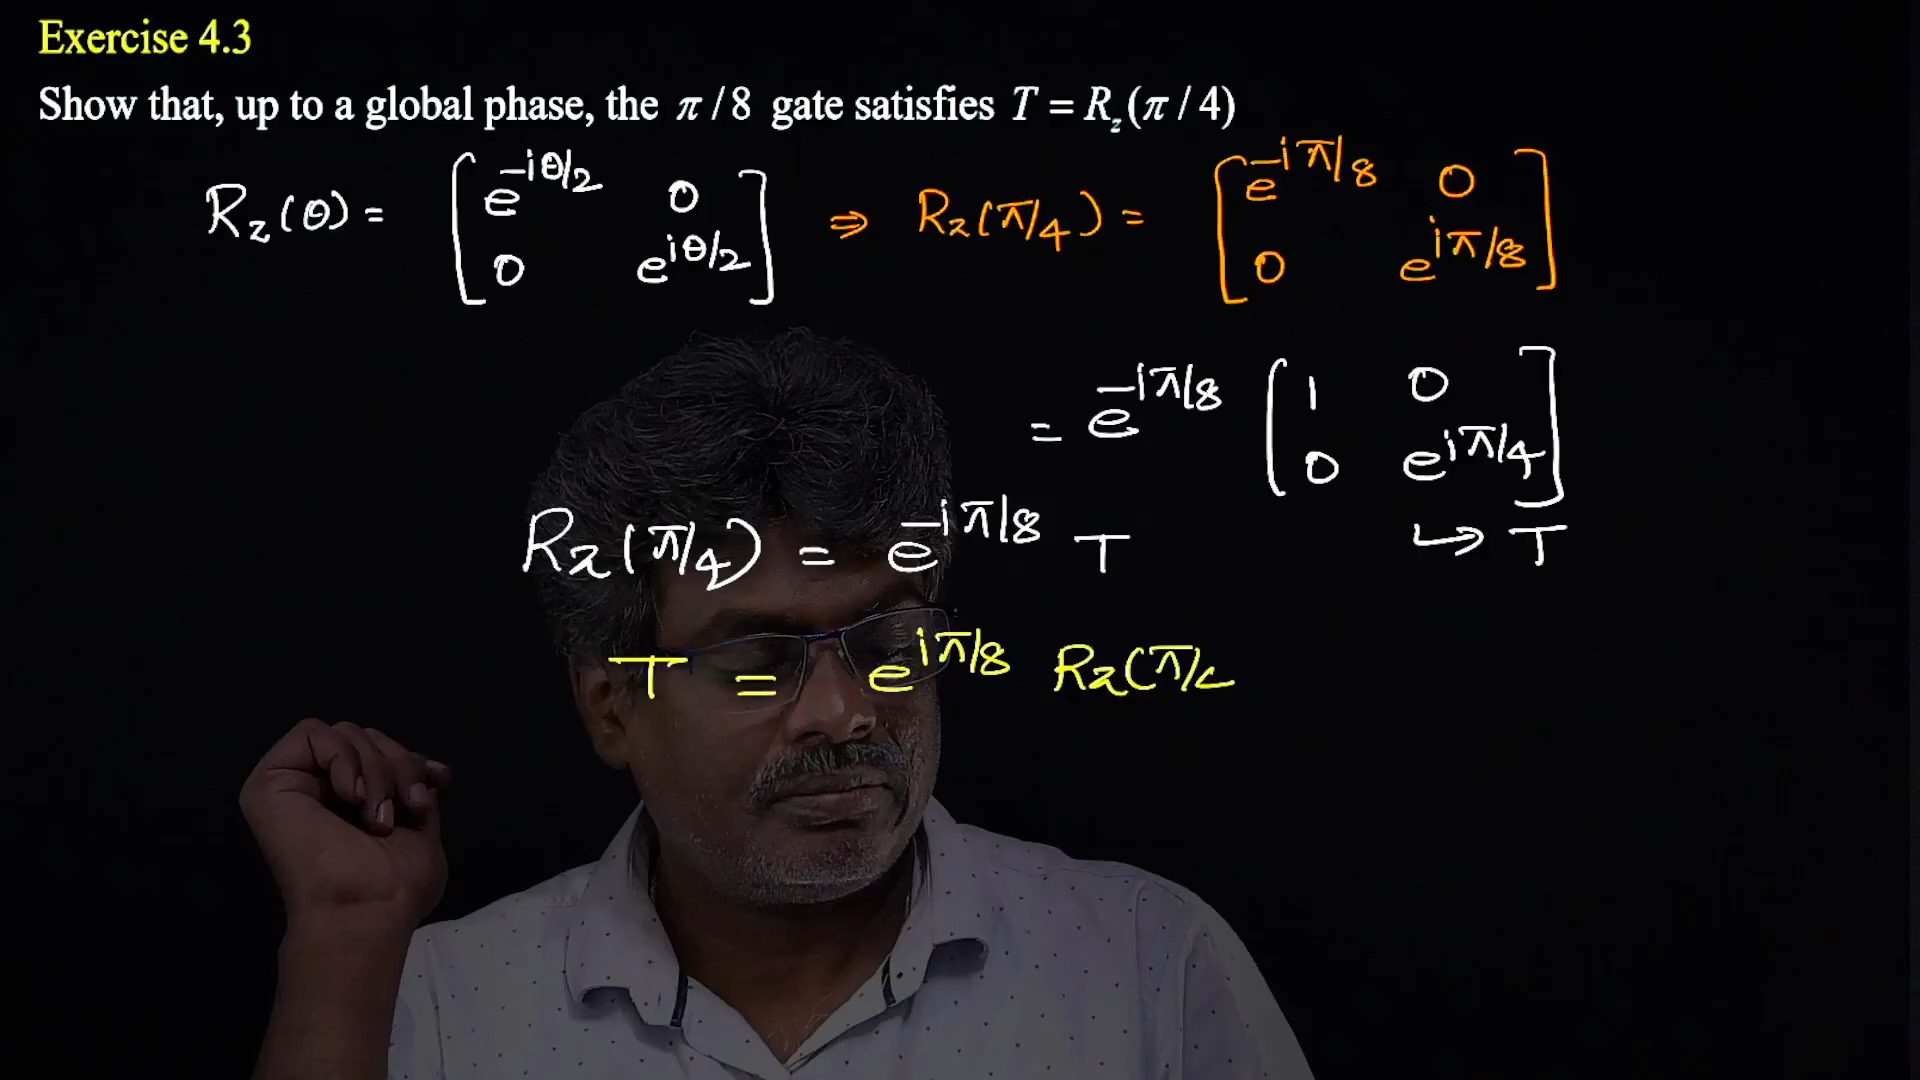 Exercise 4.3
Show that, up to a global phase, the π / 8 gate satisfies T = R_z(π / 4)
R_z(θ) = [ e^{-iθ/2} 0 ; 0 e^{iθ/2} ] ⇒ R_z(π/4) = [ e^{-iπ/8} 0 ; 0 e^{iπ/8} ]
= e^{-iπ/8} [ 1 0 ; 0 e^{iπ/4} ]
↳ T
R_z(π/4) = e^{-iπ/8} T
T = e^{iπ/8} R_z(π/